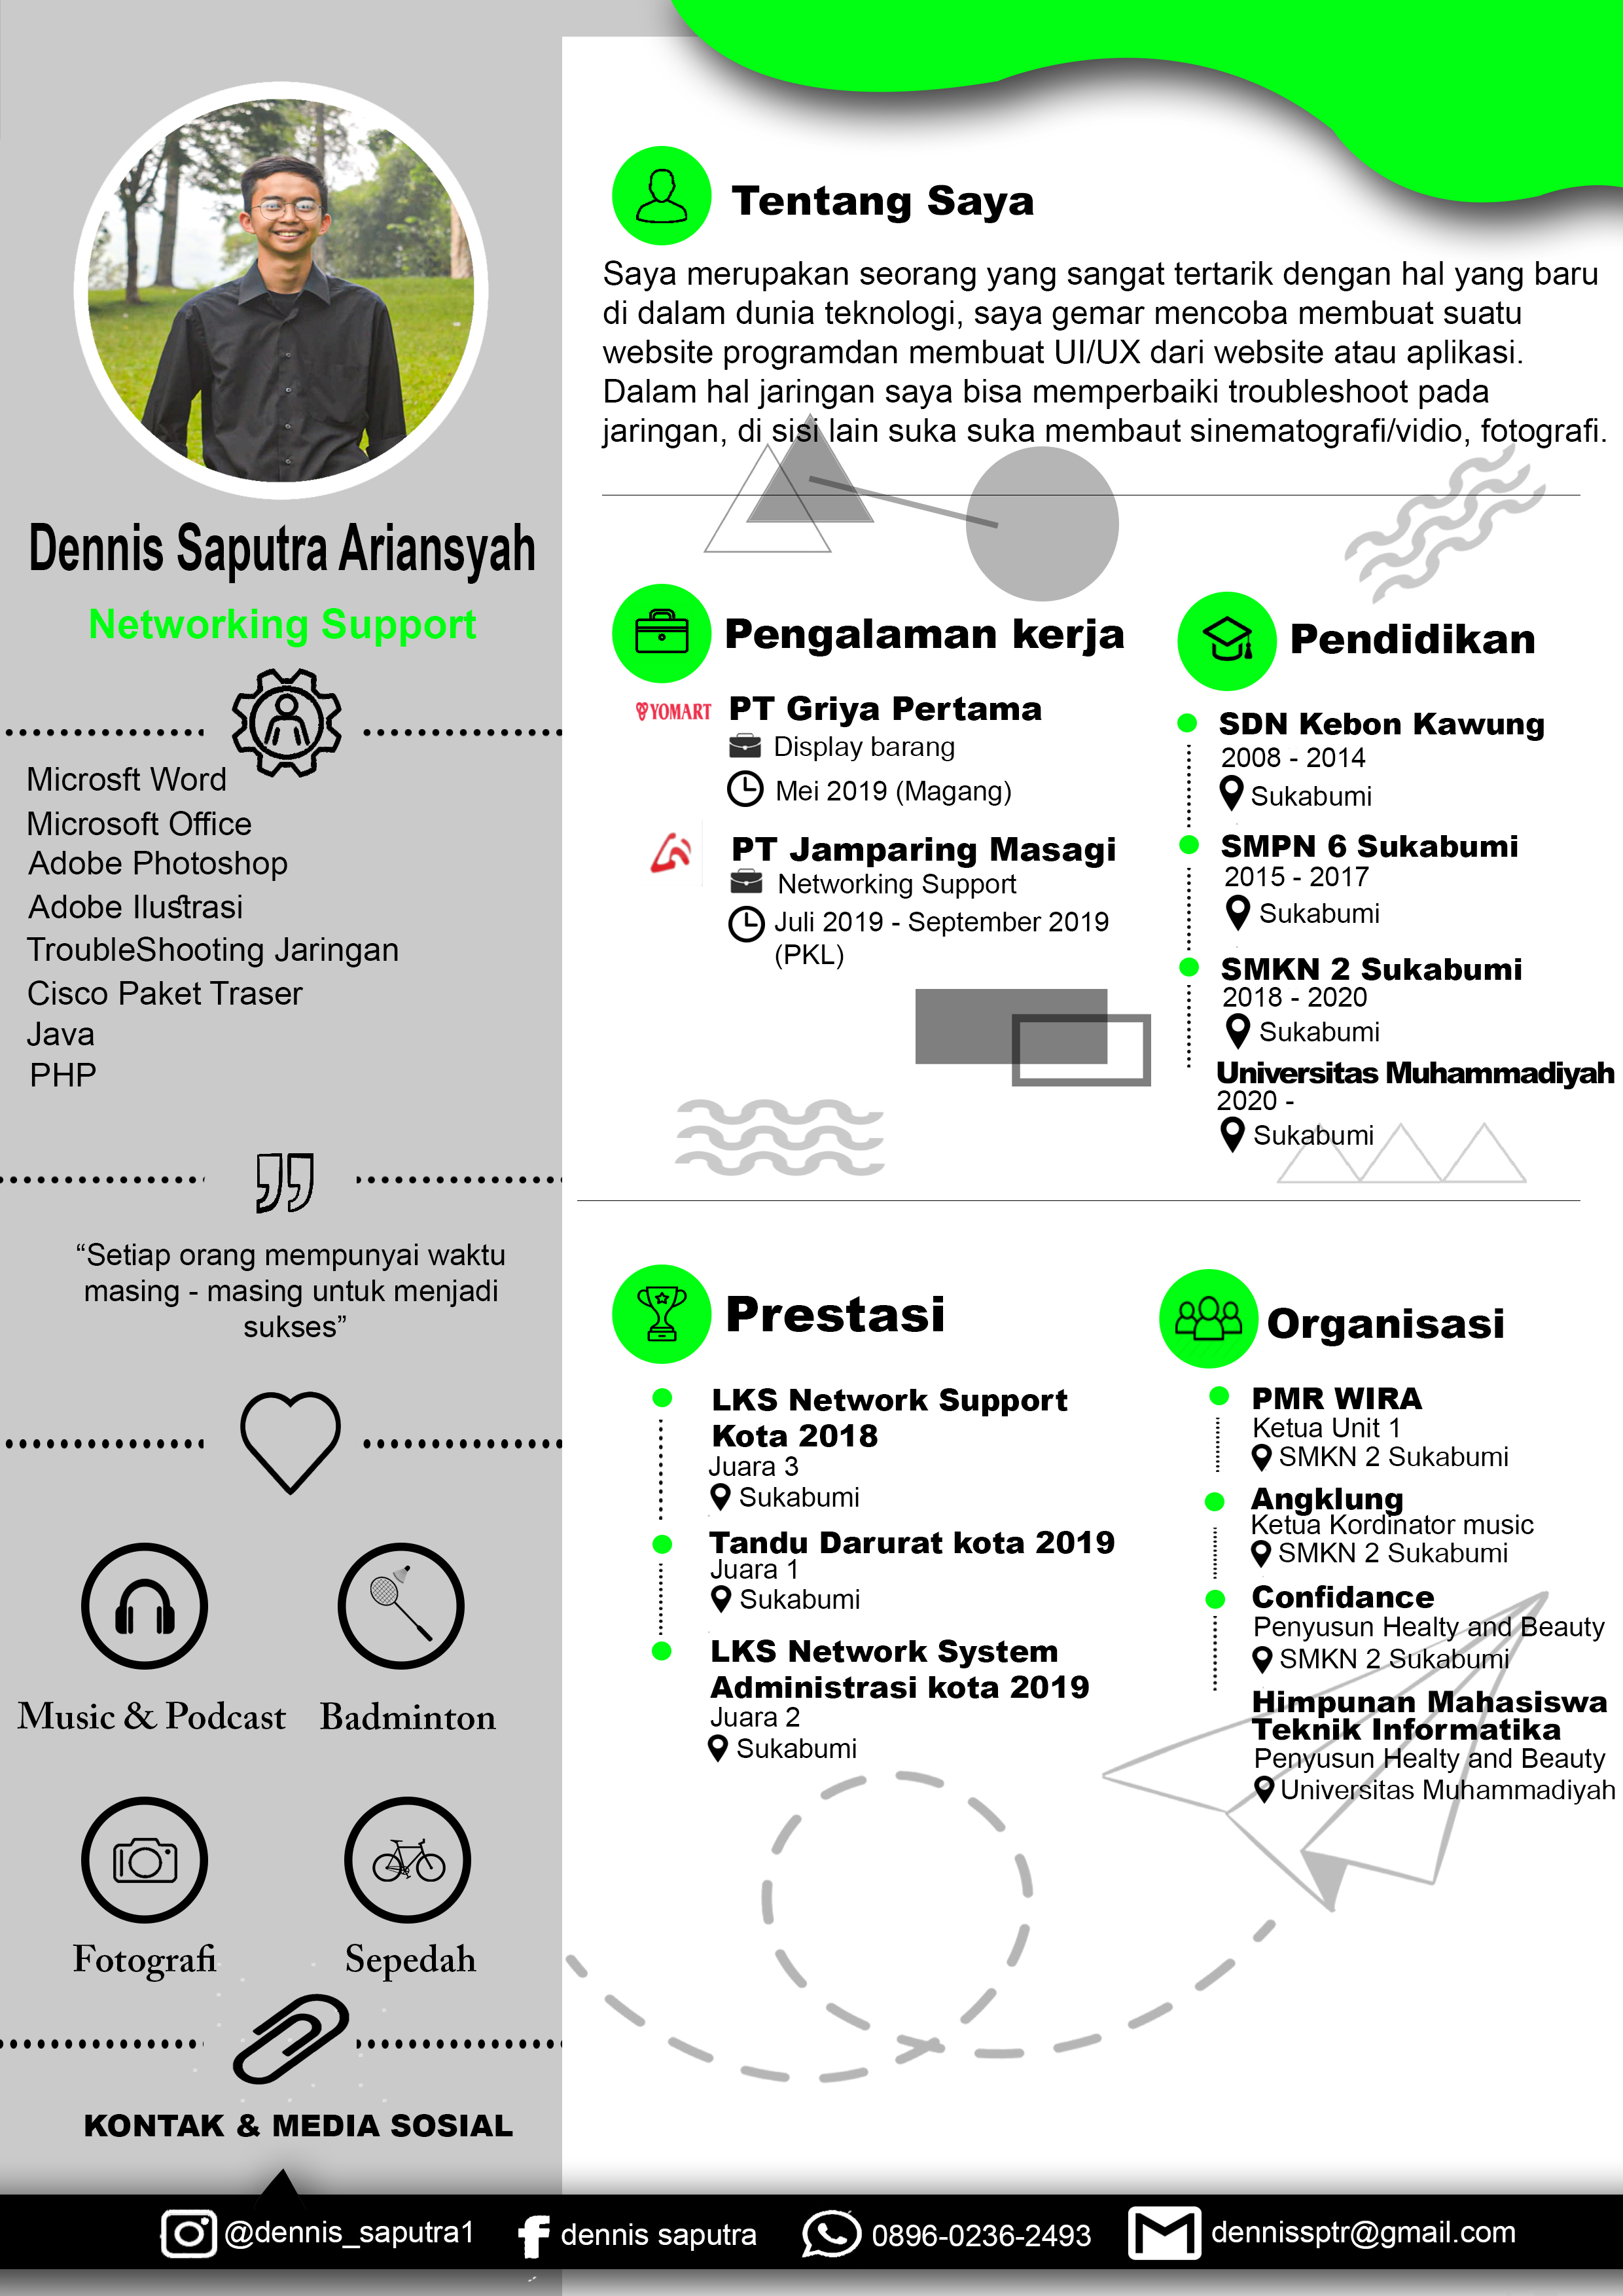 Dennis Saputra Ariansyah
Networking Support
Microsft Word
Microsoft Office
Adobe Photoshop
Adobe Ilustrasi
TroubleShooting Jaringan
Cisco Paket Traser
Java
PHP
“Setiap orang mempunyai waktu
masing - masing untuk menjadi
sukses”
Music & Podcast
Badminton
Fotografi
Sepedah
KONTAK & MEDIA SOSIAL
Tentang Saya
Saya merupakan seorang yang sangat tertarik dengan hal yang baru
di dalam dunia teknologi, saya gemar mencoba membuat suatu
website programdan membuat UI/UX dari website atau aplikasi.
Dalam hal jaringan saya bisa memperbaiki troubleshoot pada
jaringan, di sisi lain suka suka membaut sinematografi/vidio, fotografi.
Pengalaman kerja
YOMART
PT Griya Pertama
Display barang
Mei 2019 (Magang)
PT Jamparing Masagi
Networking Support
Juli 2019 - September 2019
(PKL)
Pendidikan
SDN Kebon Kawung
2008 - 2014
Sukabumi
SMPN 6 Sukabumi
2015 - 2017
Sukabumi
SMKN 2 Sukabumi
2018 - 2020
Sukabumi
Universitas Muhammadiyah
2020 -
Sukabumi
Prestasi
LKS Network Support
Kota 2018
Juara 3
Sukabumi
Tandu Darurat kota 2019
Juara 1
Sukabumi
LKS Network System
Administrasi kota 2019
Juara 2
Sukabumi
Organisasi
PMR WIRA
Ketua Unit 1
SMKN 2 Sukabumi
Angklung
Ketua Kordinator music
SMKN 2 Sukabumi
Confidance
Penyusun Healty and Beauty
SMKN 2 Sukabumi
Himpunan Mahasiswa
Teknik Informatika
Penyusun Healty and Beauty
Universitas Muhammadiyah
@dennis_saputra1
dennis saputra
0896-0236-2493
dennissptr@gmail.com